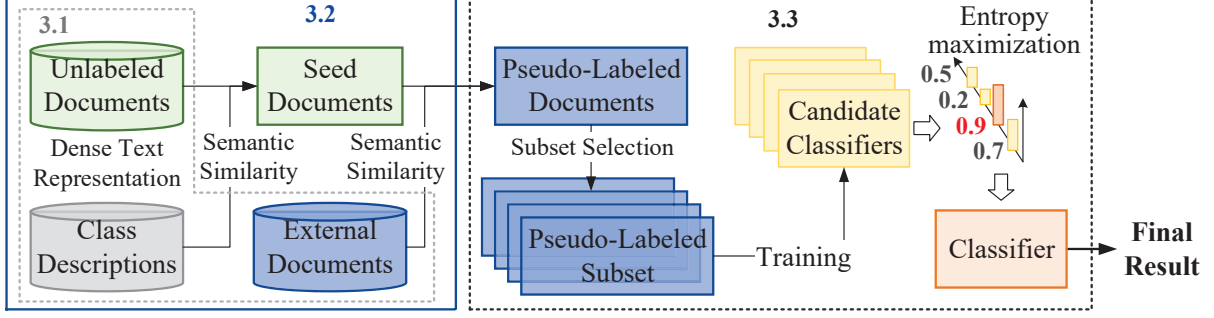 3.1
3.2
Unlabeled
Documents
Dense Text
Representation
Class
Descriptions
Semantic
Similarity
Seed
Documents
Semantic
Similarity
External
Documents
3.3
Pseudo-Labeled
Documents
Subset Selection
Pseudo-Labeled
Subset
Training
Candidate
Classifiers
Entropy
maximization
0.5
0.2
0.9
0.7
Classifier
Final
Result